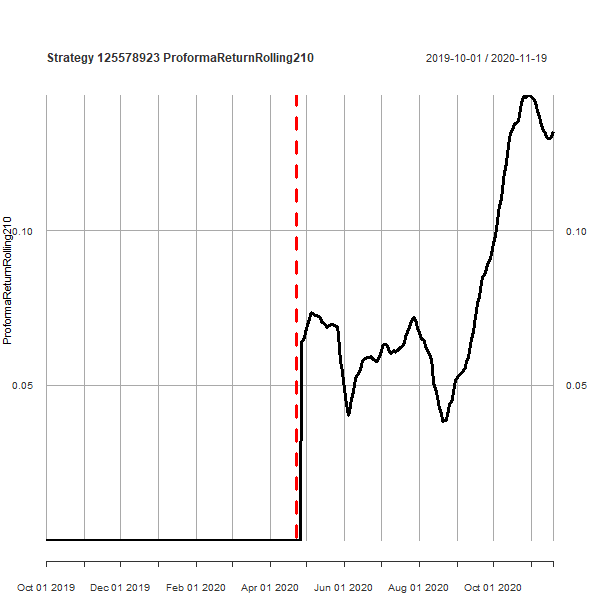 Strategy 125578923 ProformaReturnRolling210
2019-10-01 / 2020-11-19
ProformaReturnRolling210
0.10 0.10
0.05 0.05
Oct 01 2019 Dec 01 2019 Feb 01 2020 Apr 01 2020 Jun 01 2020 Aug 01 2020 Oct 01 2020